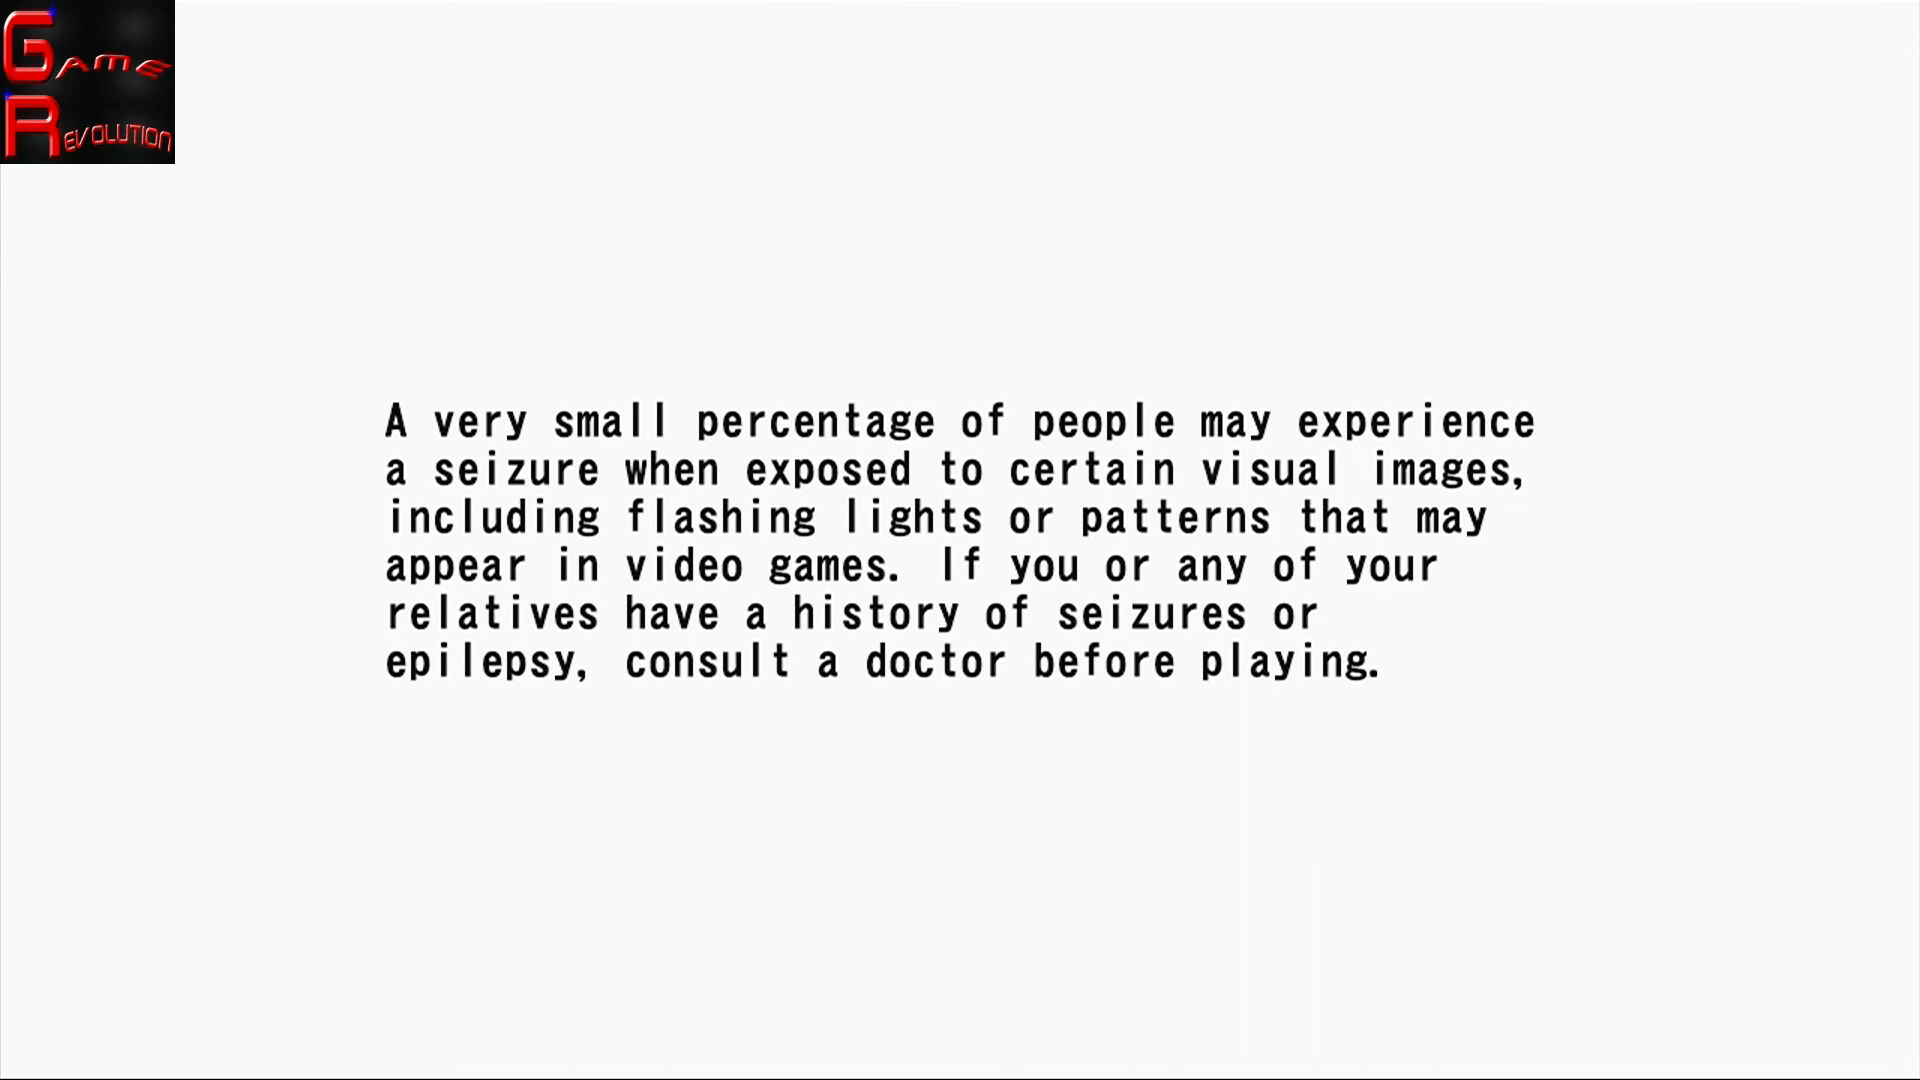 GAME
REVOLUTION
A very small percentage of people may experience
a seizure when exposed to certain visual images,
including flashing lights or patterns that may
appear in video games. If you or any of your
relatives have a history of seizures or
epilepsy, consult a doctor before playing.